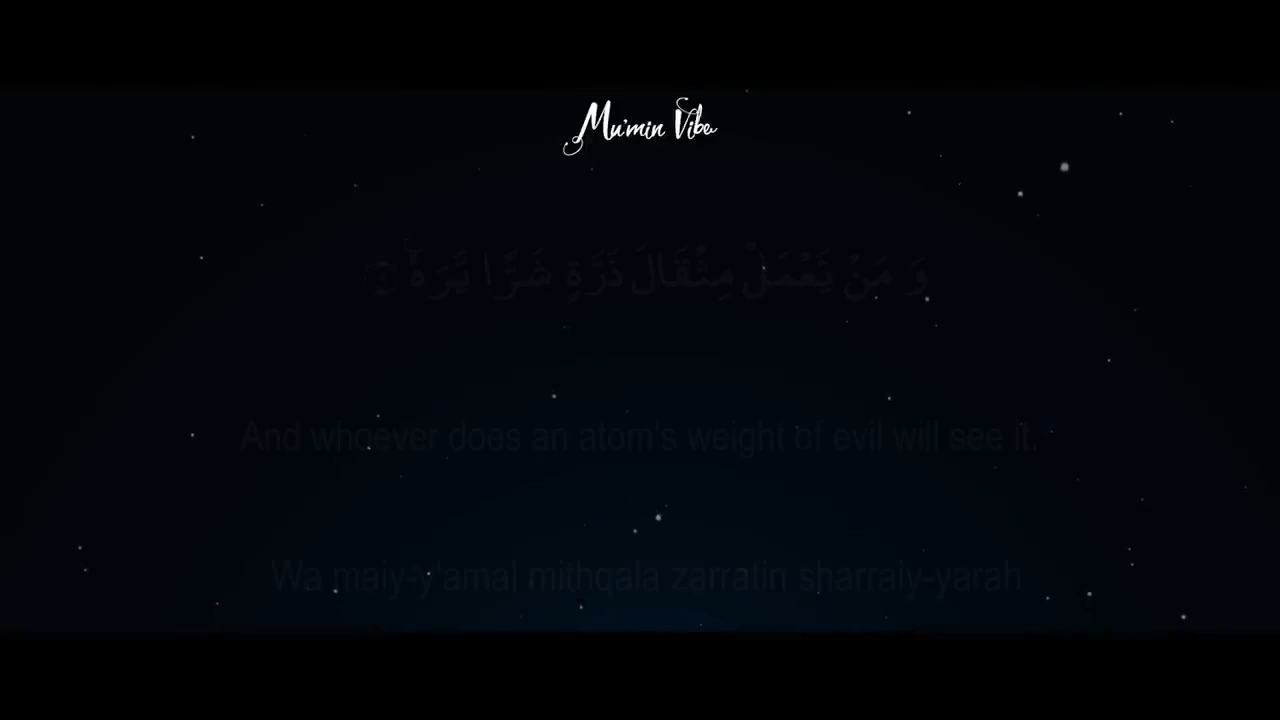 Mu'min Vibe
وَ مَنْ يَّعْمَلْ مِثْقَالَ ذَرَّةٍ شَرًّا يَّرَهٗ
And whoever does an atom's weight of evil will see it.
Wa maiy-y'amal mithqala zarratin sharraiy-yarah